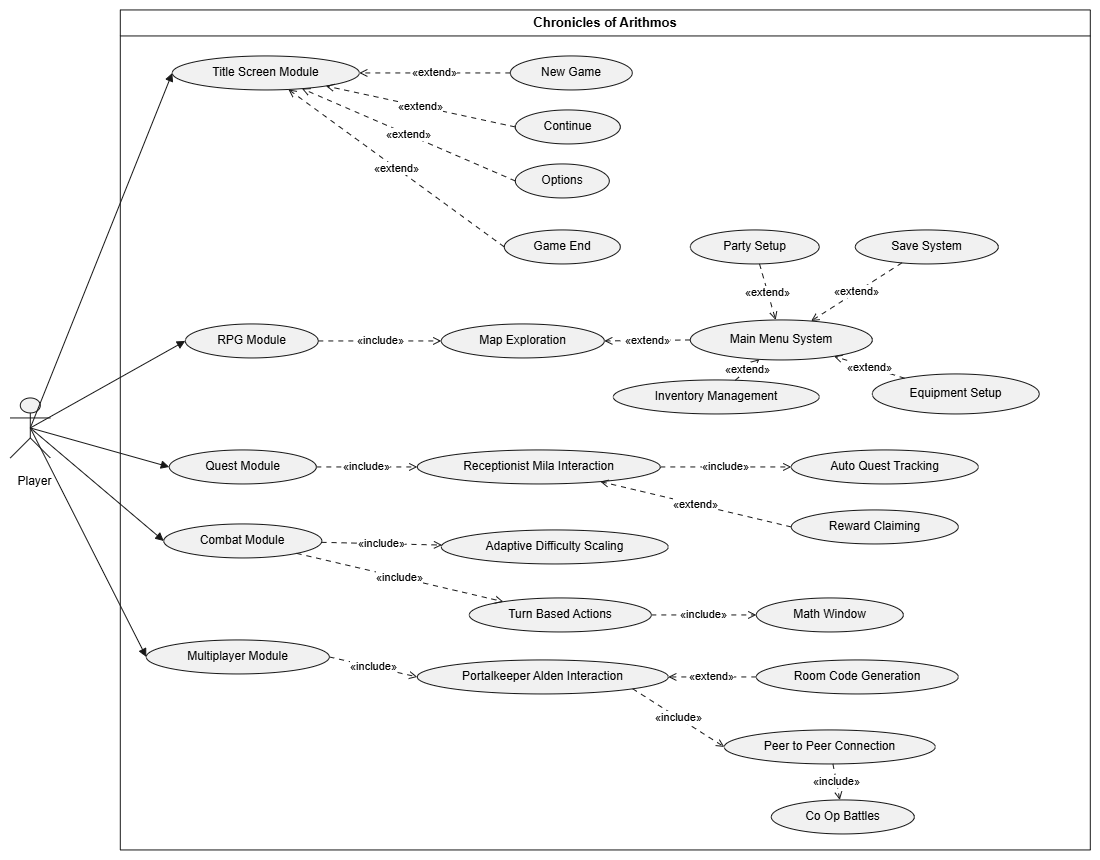 Chronicles of Arithmos
Title Screen Module
«extend»
New Game
«extend»
Continue
«extend»
«extend»
Options
Game End
Party Setup
Save System
«extend»
«extend»
RPG Module
«include»
Map Exploration
«extend»
Main Menu System
«extend»
«extend»
Inventory Management
Equipment Setup
Player
Quest Module
«include»
Receptionist Mila Interaction
«include»
Auto Quest Tracking
«extend»
Reward Claiming
Combat Module
«include»
Adaptive Difficulty Scaling
«include»
Turn Based Actions
«include»
Math Window
Multiplayer Module
«include»
Portalkeeper Alden Interaction
«extend»
Room Code Generation
«include»
Peer to Peer Connection
«include»
Co Op Battles